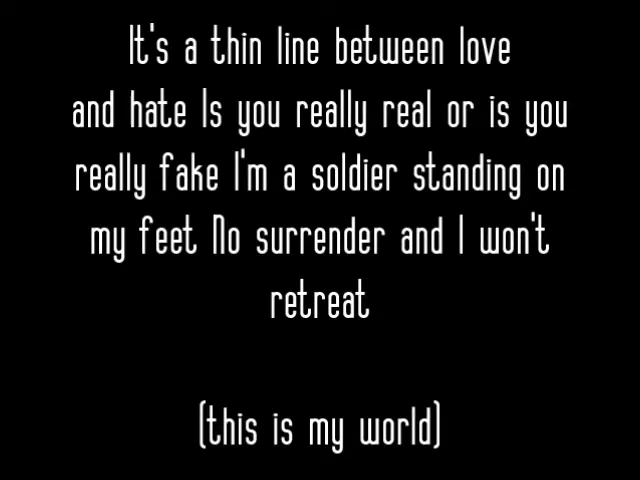 It's a thin line between love
and hate Is you really real or is you
really fake I'm a soldier standing on
my feet No surrender and I won't
retreat
(this is my world)